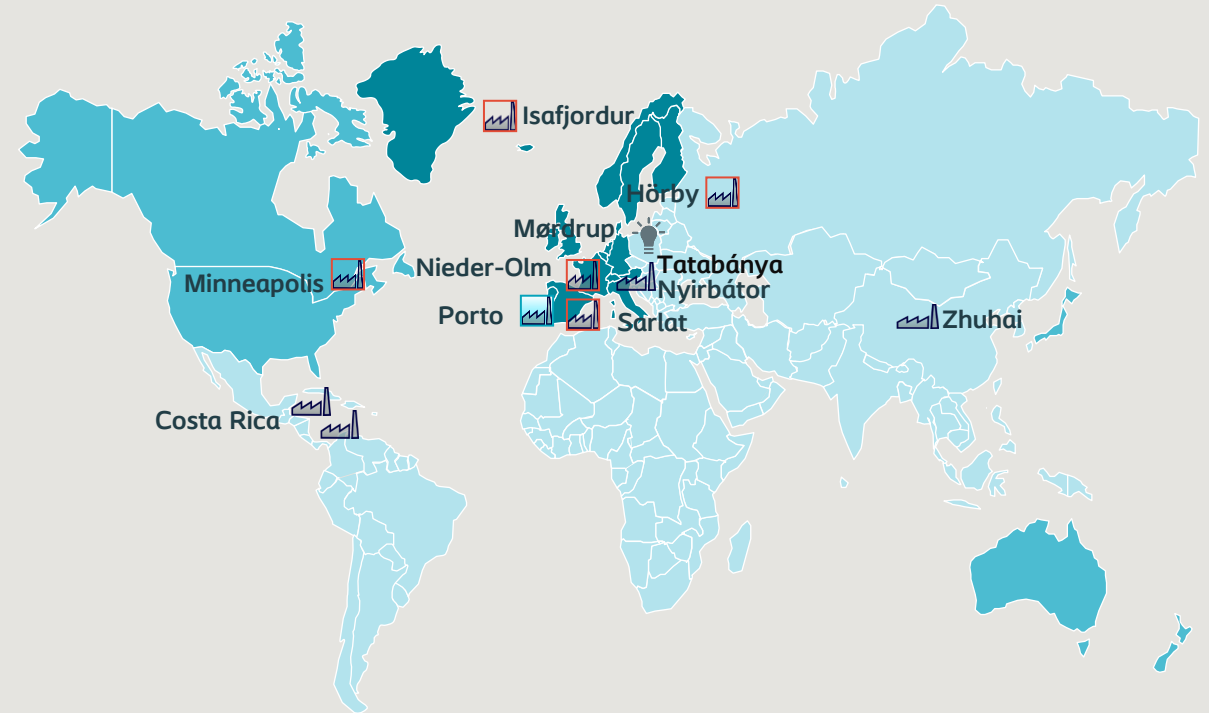 Isafjordur
Hörby
Mørdrup
Tatabánya
Nieder-Olm
Minneapolis
Nyirbátor
Porto
Sarlat
Zhuhai
Costa Rica